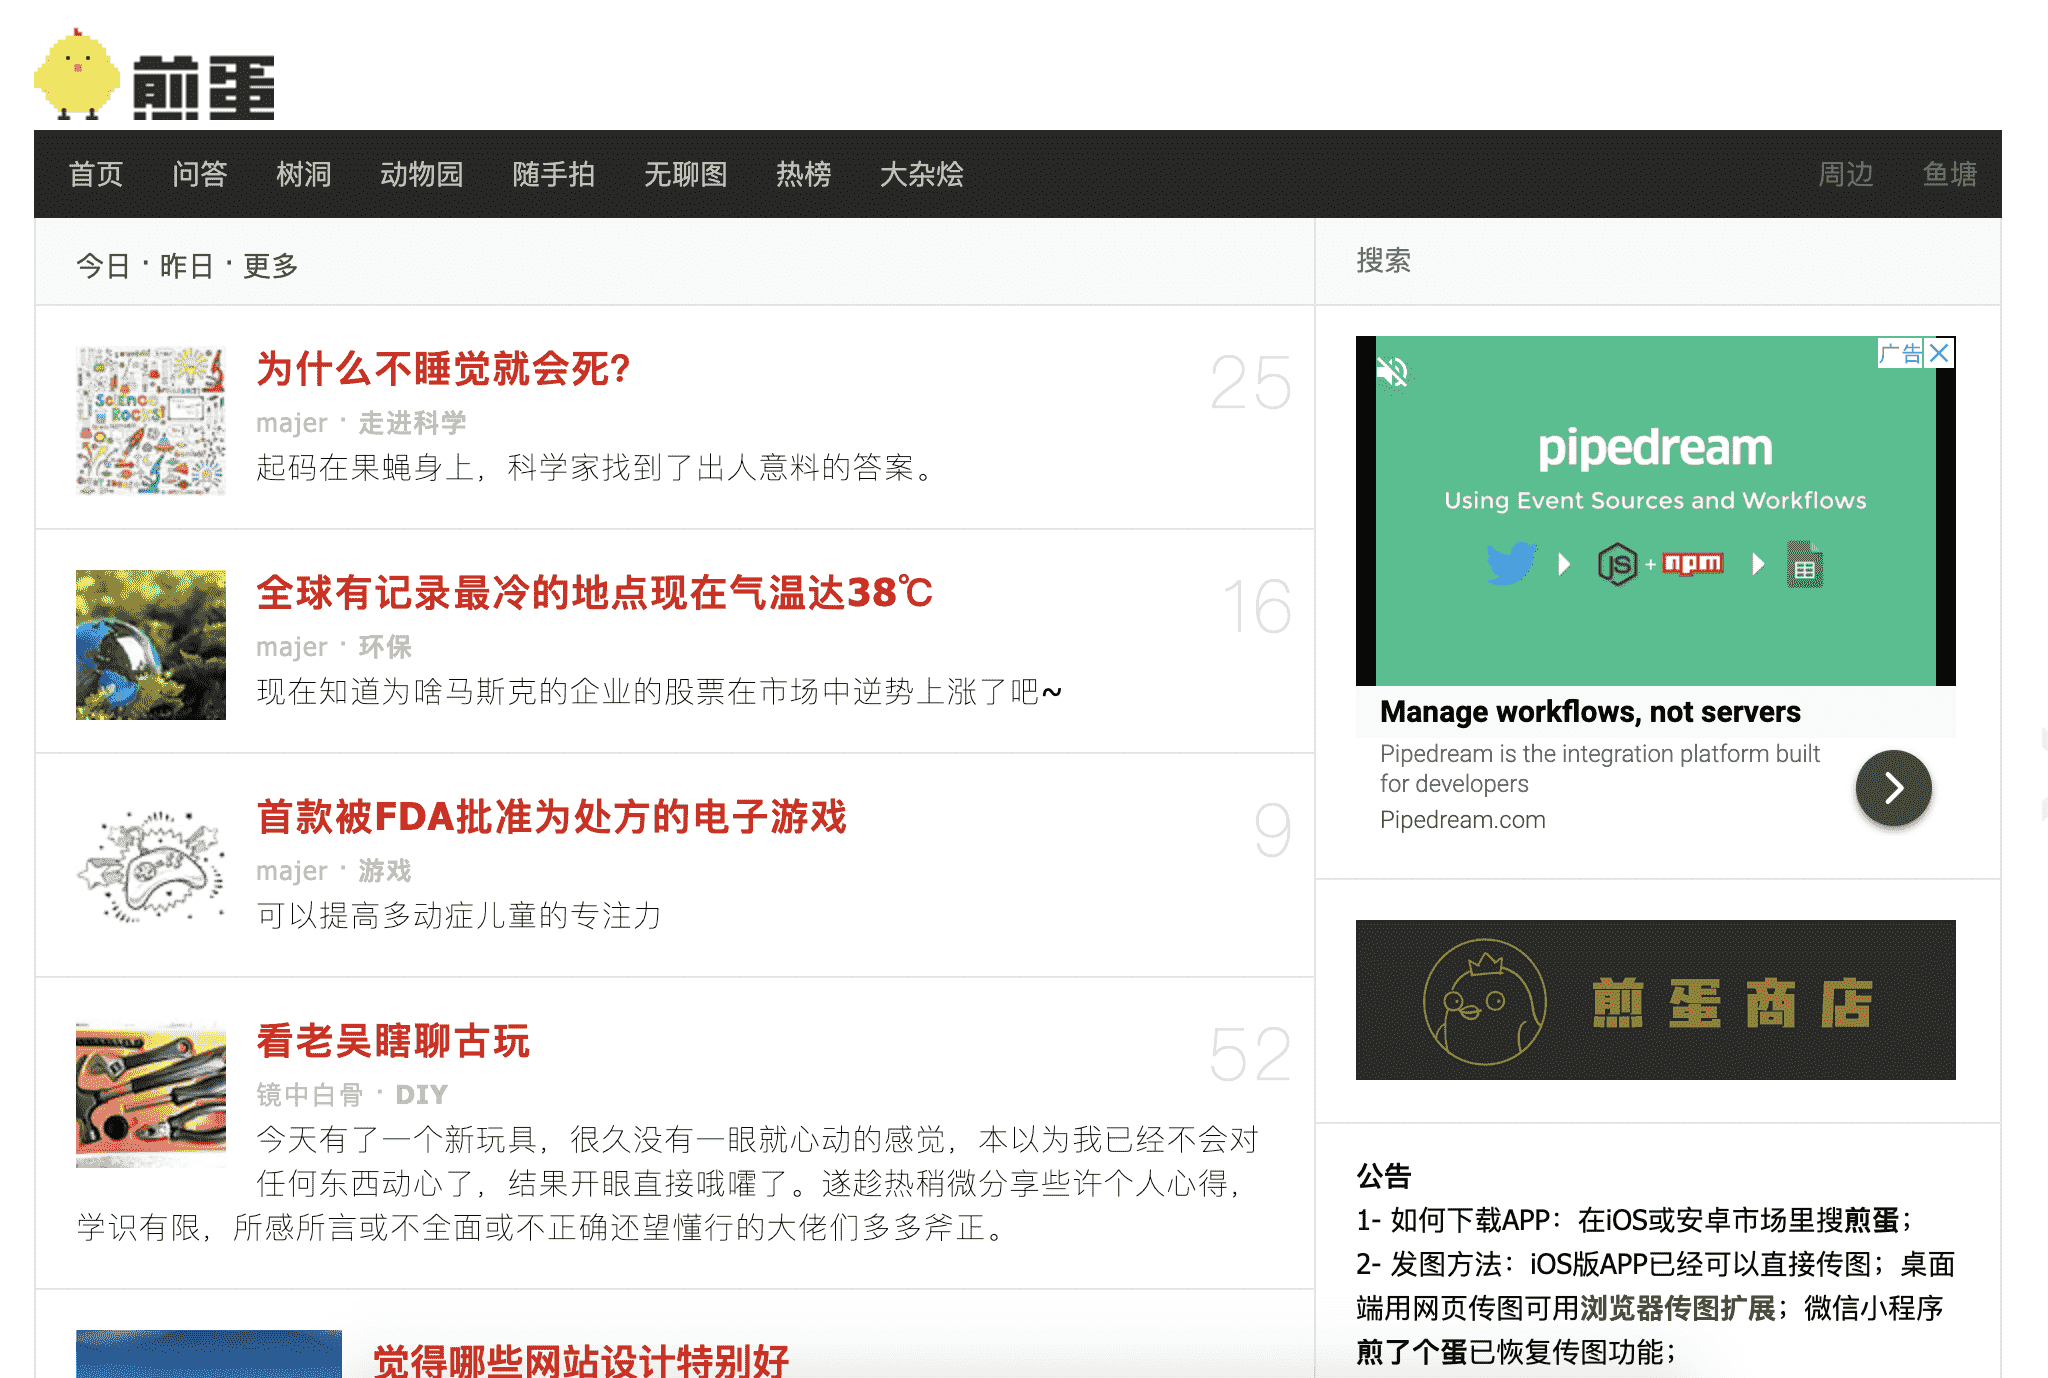 煎蛋
首页 问答 树洞 动物园 随手拍 无聊图 热榜 大杂烩 周边 鱼塘
今日 · 昨日 · 更多
搜索
为什么不睡觉就会死?
25
majer · 走进科学
起码在果蝇身上，科学家找到了出人意料的答案。
SCIENCE
ROCKS!
全球有记录最冷的地点现在气温达38℃
16
majer · 环保
现在知道为啥马斯克的企业的股票在市场中逆势上涨了吧~
首款被FDA批准为处方的电子游戏
9
majer · 游戏
可以提高多动症儿童的专注力
看老吴瞎聊古玩
52
镜中白骨 · DIY
今天有了一个新玩具，很久没有一眼就心动的感觉，本以为我已经不会对
任何东西动心了，结果开眼直接哦嚯了。遂趁热稍微分享些许个人心得，
学识有限，所感所言或不全面或不正确还望懂行的大佬们多多斧正。
觉得哪些网站设计特别好
广告
pipedream
Using Event Sources and Workflows
JS + npm
Manage workflows, not servers
Pipedream is the integration platform built
for developers
Pipedream.com
煎蛋商店
公告
1- 如何下载APP：在iOS或安卓市场里搜煎蛋；
2- 发图方法：iOS版APP已经可以直接传图；桌面
端用网页传图可用浏览器传图扩展；微信小程序
煎了个蛋已恢复传图功能；